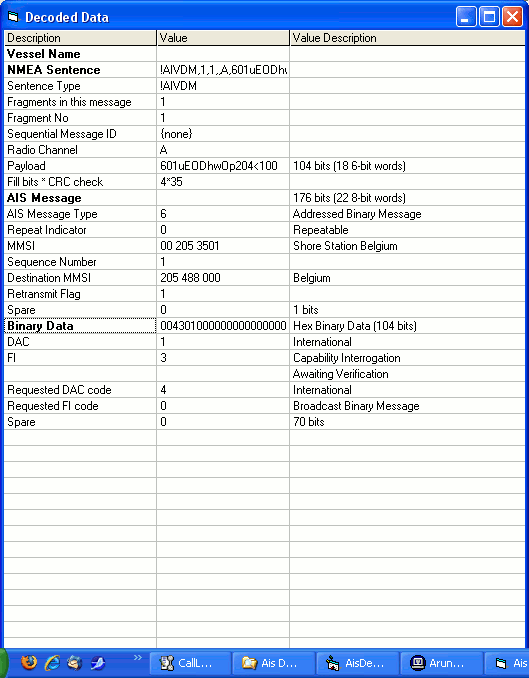 Decoded Data
Description Value Value Description
Vessel Name
NMEA Sentence !AIVDM,1,1,,A,601uEODhw
Sentence Type !AIVDM
Fragments in this message 1
Fragment No 1
Sequential Message ID {none}
Radio Channel A
Payload 601uEODhwOp204<100 104 bits (18 6-bit words)
Fill bits * CRC check 4*35
AIS Message 176 bits (22 8-bit words)
AIS Message Type 6 Addressed Binary Message
Repeat Indicator 0 Repeatable
MMSI 00 205 3501 Shore Station Belgium
Sequence Number 1
Destination MMSI 205 488 000 Belgium
Retransmit Flag 1
Spare 0 1 bits
Binary Data 004301000000000000000 Hex Binary Data (104 bits)
DAC 1 International
FI 3 Capability Interrogation
Awaiting Verification
Requested DAC code 4 International
Requested FI code 0 Broadcast Binary Message
Spare 0 70 bits
CallL... Ais D... AisDe... Arun... Ais